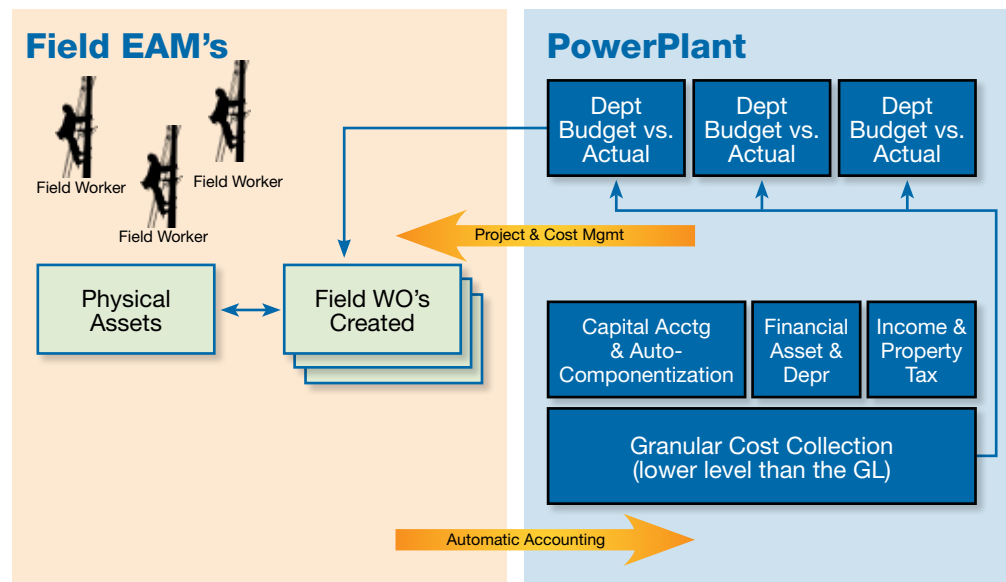 Field EAM's
Field Worker
Field Worker
Field Worker
Physical
Assets
Field WO's
Created
PowerPlant
Dept
Budget vs.
Actual
Dept
Budget vs.
Actual
Dept
Budget vs.
Actual
Project & Cost Mgmt
Capital Acctg
& Auto-
Componentization
Financial
Asset &
Depr
Income &
Property
Tax
Granular Cost Collection
(lower level than the GL)
Automatic Accounting